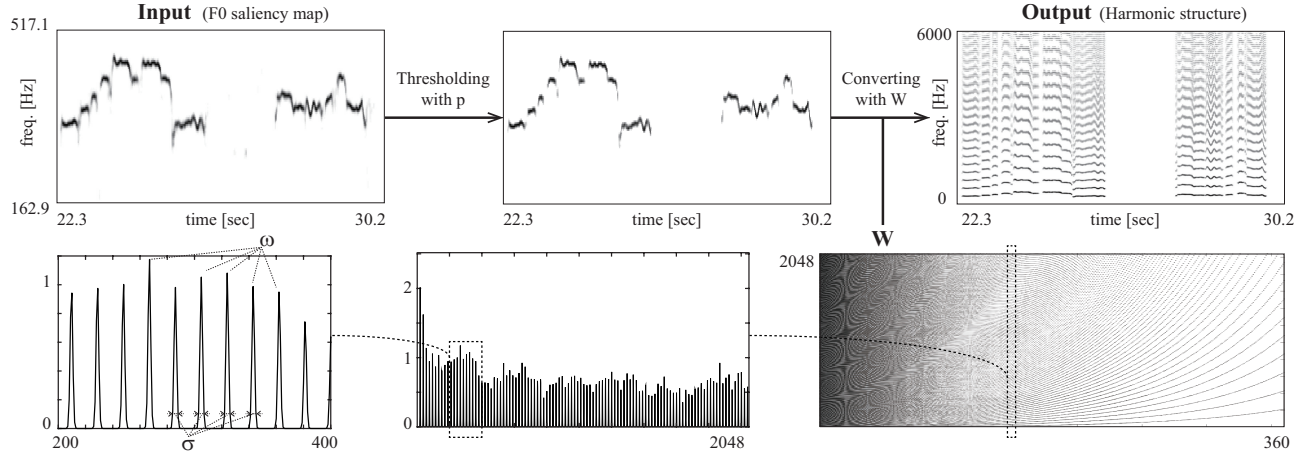 Input (F0 saliency map)
Output (Harmonic structure)
517.1
162.9
freq. [Hz]
22.3
time [sec]
30.2
Thresholding
with p
22.3
time [sec]
30.2
Converting
with W
6000
0
freq. [Hz]
22.3
time [sec]
30.2
W
ω
1
0
σ
200
400
2
1
0
2048
2048
360